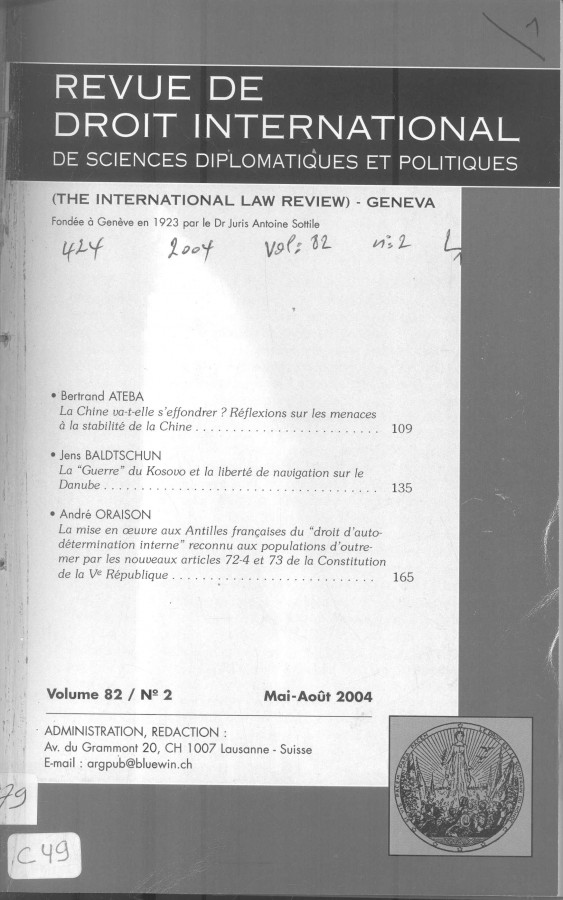 1
REVUE DE
DROIT INTERNATIONAL
DE SCIENCES DIPLOMATIQUES ET POLITIQUES
(THE INTERNATIONAL LAW REVIEW) - GENEVA
Fondée à Genève en 1923 par le Dr Juris Antoine Sottile
424 2004 Vol: 82 n: 2
• Bertrand ATEBA
La Chine va-t-elle s'effondrer ? Réflexions sur les menaces
à la stabilité de la Chine . . . . . . . . . . . . . . . . . . . . . . . . . 109
• Jens BALDTSCHUN
La "Guerre" du Kosovo et la liberté de navigation sur le
Danube . . . . . . . . . . . . . . . . . . . . . . . . . . . . . . . . . . . . . 135
• André ORAISON
La mise en œuvre aux Antilles françaises du "droit d'auto-
détermination interne" reconnu aux populations d'outre-
mer par les nouveaux articles 72-4 et 73 de la Constitution
de la Ve République . . . . . . . . . . . . . . . . . . . . . . . . . . . 165
Volume 82 / Nº 2 Mai-Août 2004
ADMINISTRATION, REDACTION :
Av. du Grammont 20, CH 1007 Lausanne - Suisse
E-mail : argpub@bluewin.ch
79
C 49